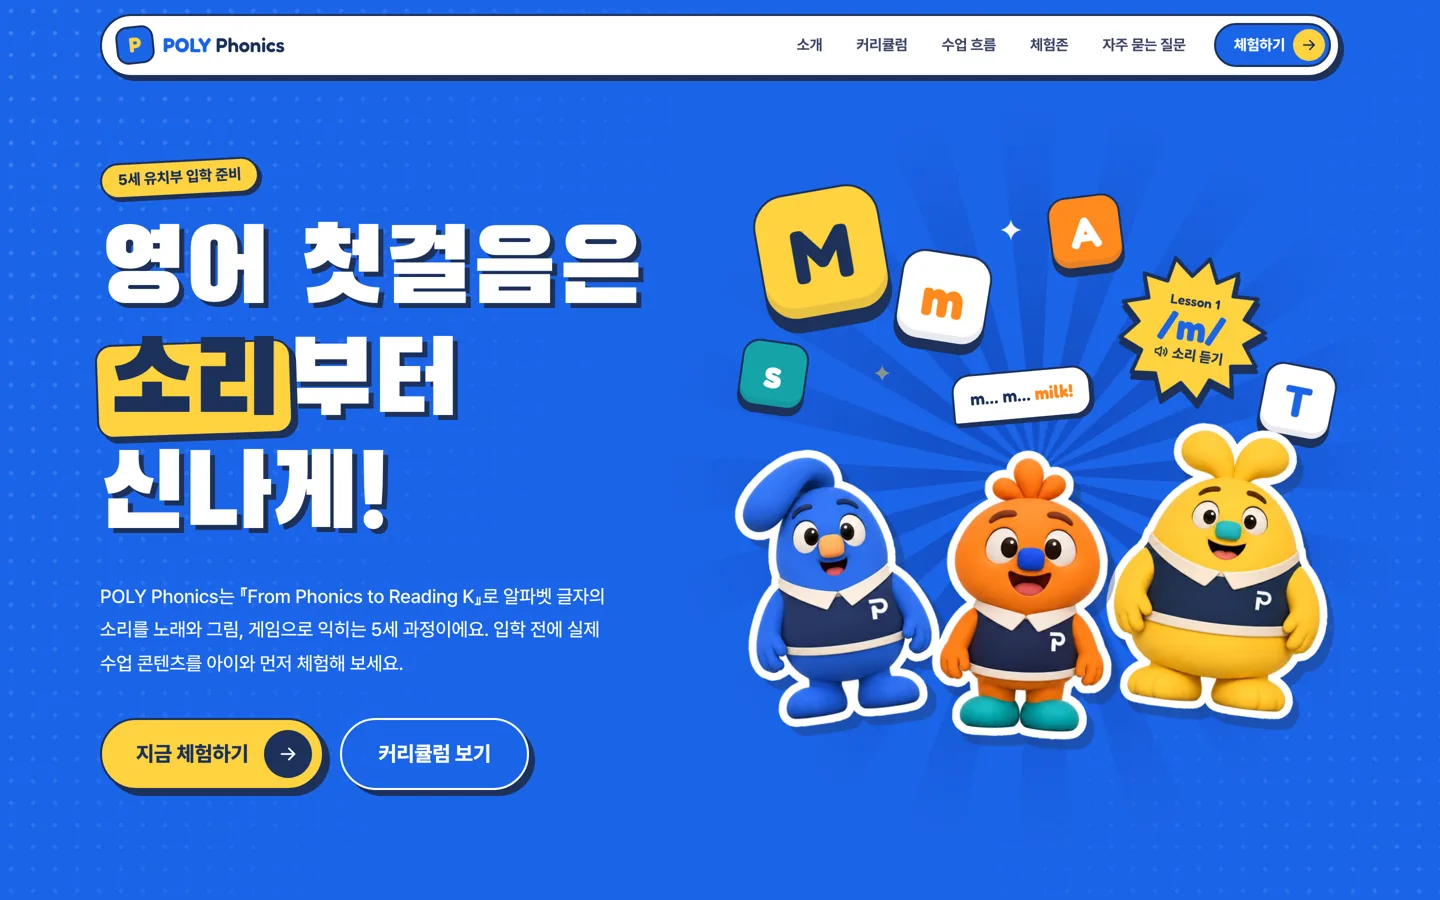 P POLY Phonics
소개 커리큘럼 수업 흐름 체험존 자주 묻는 질문 체험하기
5세 유치부 입학 준비
영어 첫걸음은
소리부터
신나게!
POLY Phonics는 『From Phonics to Reading K』로 알파벳 글자의
소리를 노래와 그림, 게임으로 익히는 5세 과정이에요. 입학 전에 실제
수업 콘텐츠를 아이와 먼저 체험해 보세요.
지금 체험하기
커리큘럼 보기
M
m
A
Lesson 1
/m/
소리 듣기
s
m... m... milk!
T
P
P
P